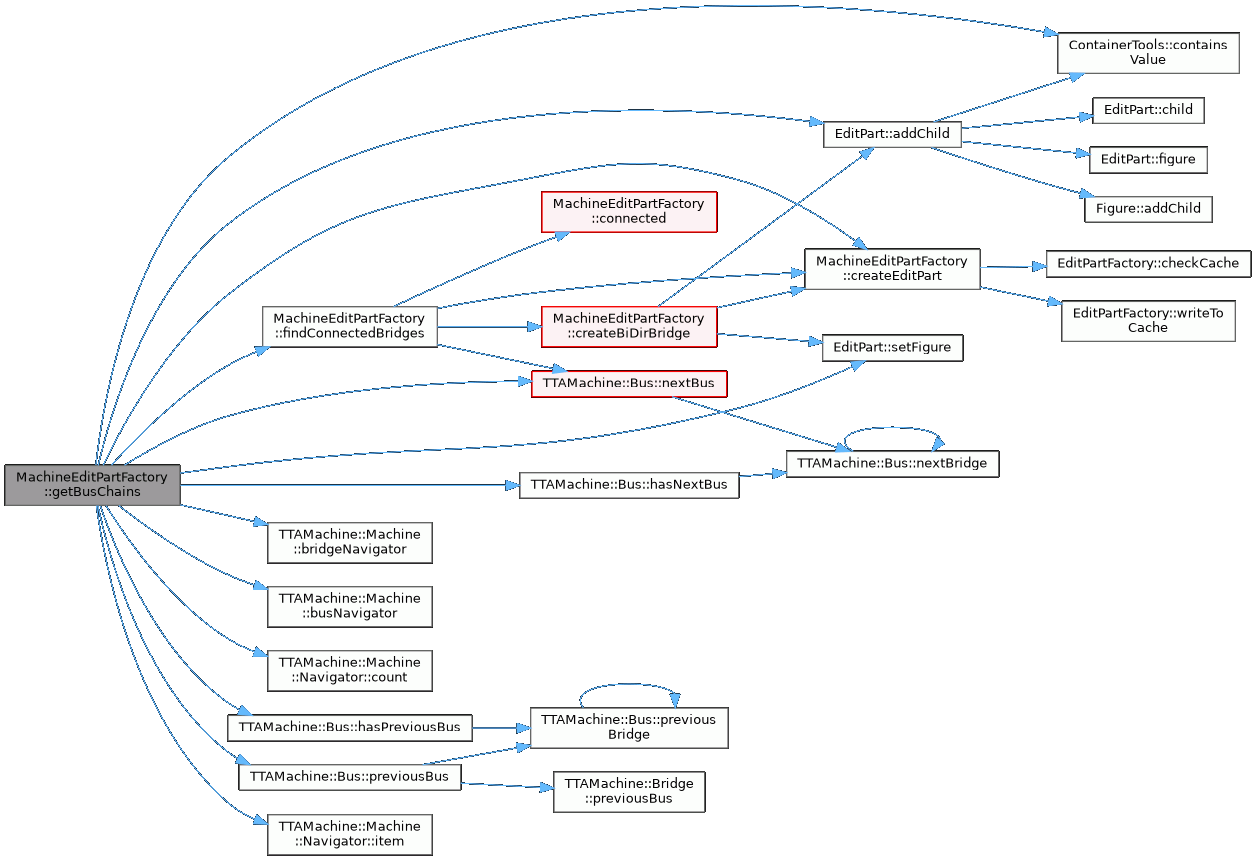 ContainerTools::contains
Value
EditPart::child
EditPart::addChild
EditPart::figure
Figure::addChild
MachineEditPartFactory
::connected
MachineEditPartFactory
::createEditPart
EditPartFactory::checkCache
EditPartFactory::writeTo
Cache
MachineEditPartFactory
::findConnectedBridges
MachineEditPartFactory
::createBiDirBridge
EditPart::setFigure
TTAMachine::Bus::nextBus
TTAMachine::Bus::nextBridge
MachineEditPartFactory
::getBusChains
TTAMachine::Bus::hasNextBus
TTAMachine::Machine
::bridgeNavigator
TTAMachine::Machine
::busNavigator
TTAMachine::Machine
::Navigator::count
TTAMachine::Bus::hasPreviousBus
TTAMachine::Bus::previous
Bridge
TTAMachine::Bus::previousBus
TTAMachine::Bridge
::previousBus
TTAMachine::Machine
::Navigator::item